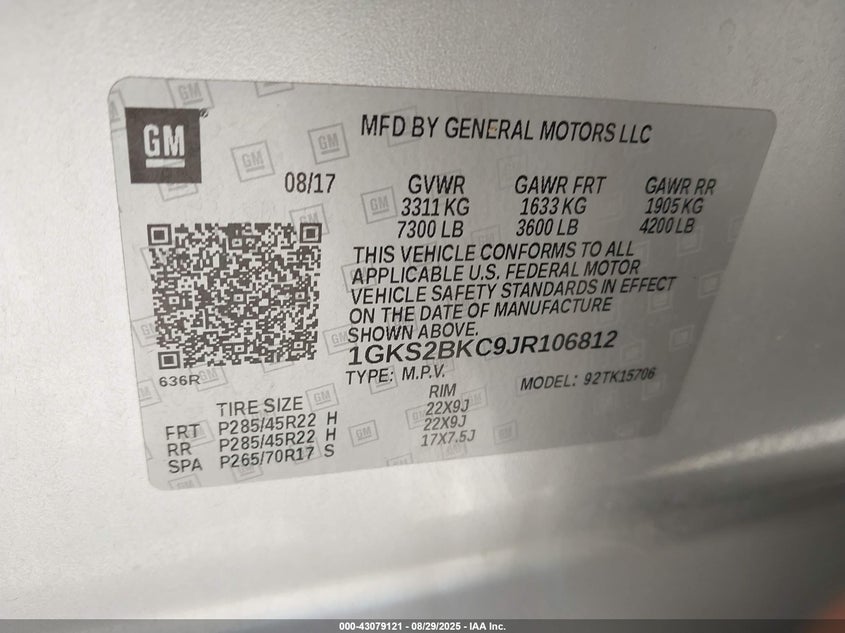 GM
MFD BY GENERAL MOTORS LLC
08/17 GVWR GAWR FRT GAWR RR
3311 KG 1633 KG 1905 KG
7300 LB 3600 LB 4200 LB
THIS VEHICLE CONFORMS TO ALL
APPLICABLE U.S. FEDERAL MOTOR
VEHICLE SAFETY STANDARDS IN EFFECT
ON THE DATE OF MANUFACTURE
SHOWN ABOVE.
1GKS2BKC9JR106812
636R
TYPE: M.P.V. MODEL: 92TK15706
TIRE SIZE RIM
FRT P285/45R22 H 22X9J
RR P285/45R22 H 22X9J
SPA P265/70R17 S 17X7.5J
000-43079121 - 08/29/2025 - IAA Inc.